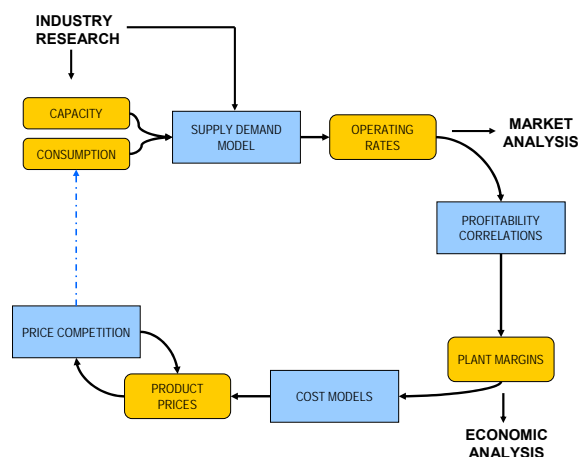 INDUSTRY
RESEARCH
CAPACITY
CONSUMPTION
SUPPLY DEMAND
MODEL
OPERATING
RATES
MARKET
ANALYSIS
PROFITABILITY
CORRELATIONS
PRICE COMPETITION
PLANT MARGINS
PRODUCT
PRICES
COST MODELS
ECONOMIC
ANALYSIS